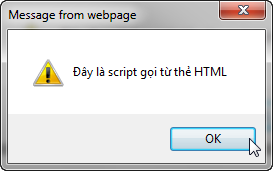 Message from webpage
Đây là script gọi từ thẻ HTML
OK